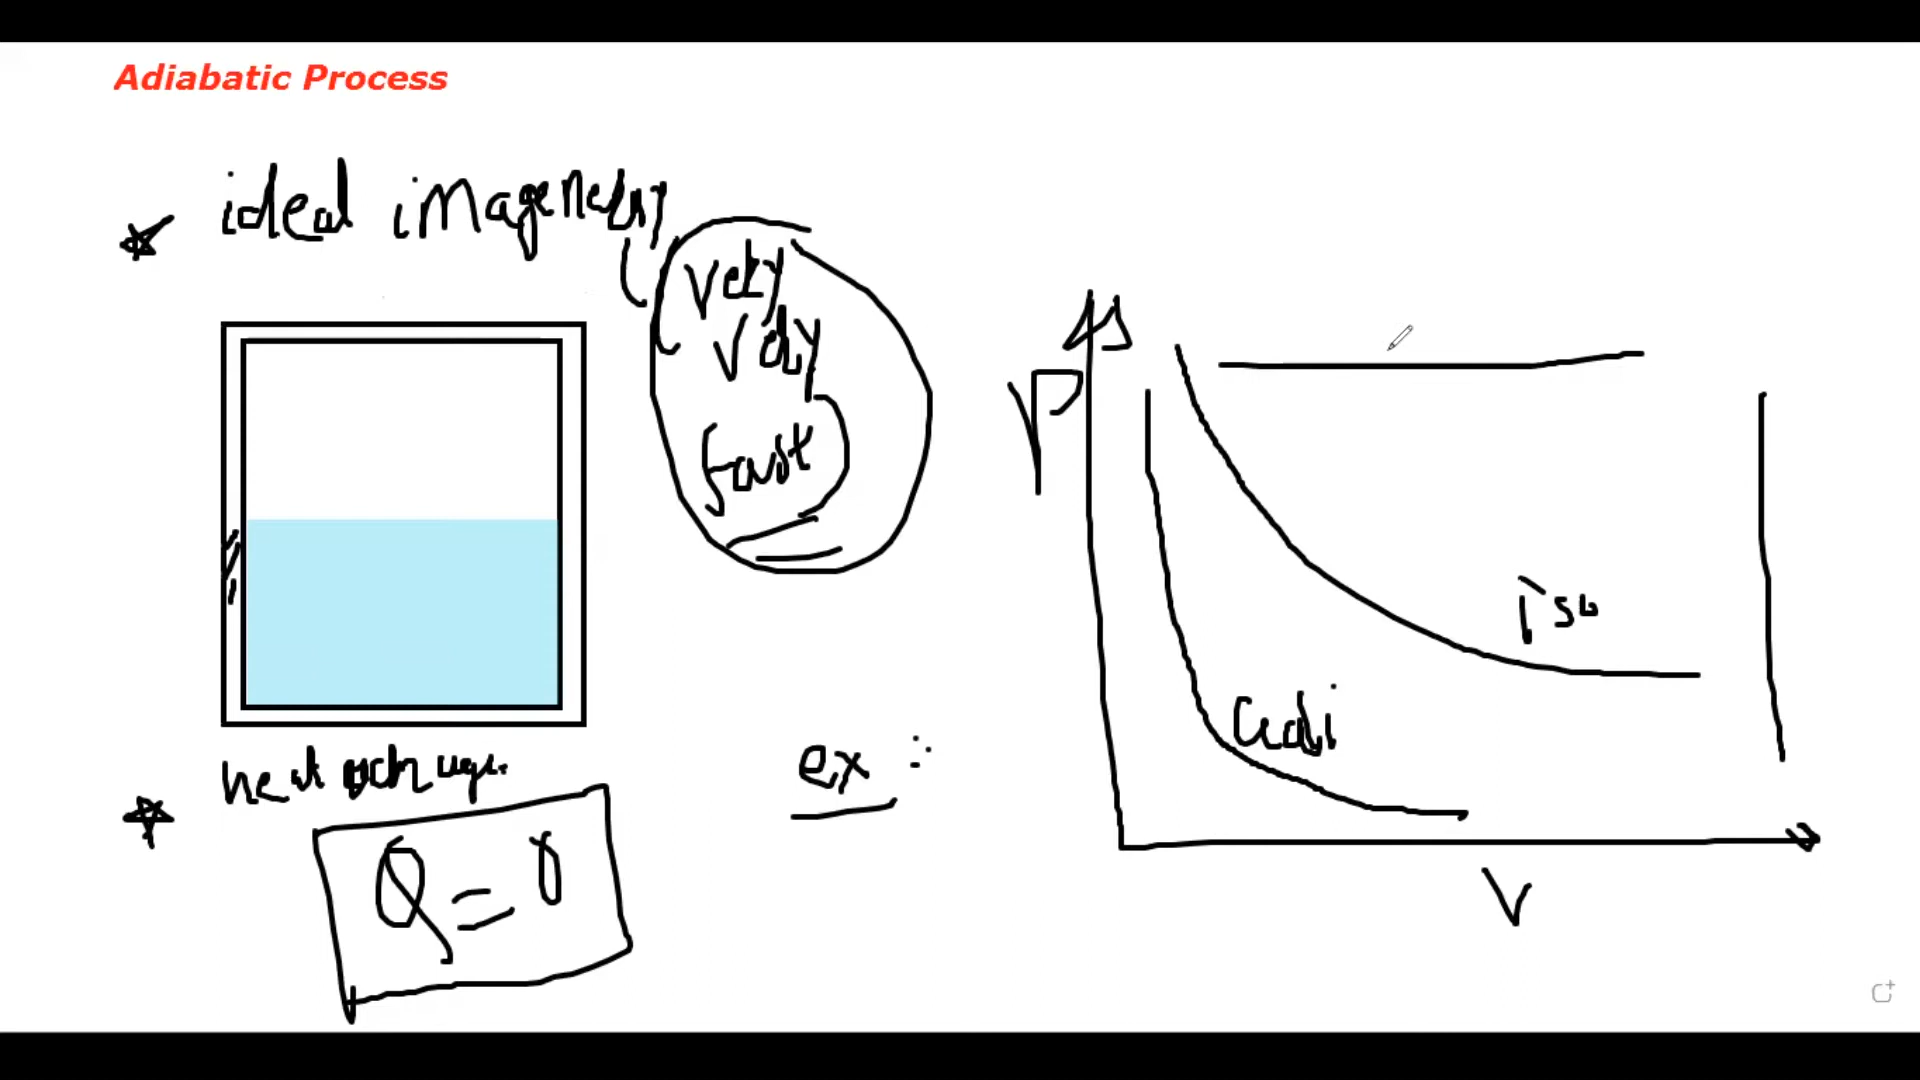 Adiabatic Process
ideal imagenery
very
very
fast
heat exchange
Q = 0
ex :-
P
iso
adi
V